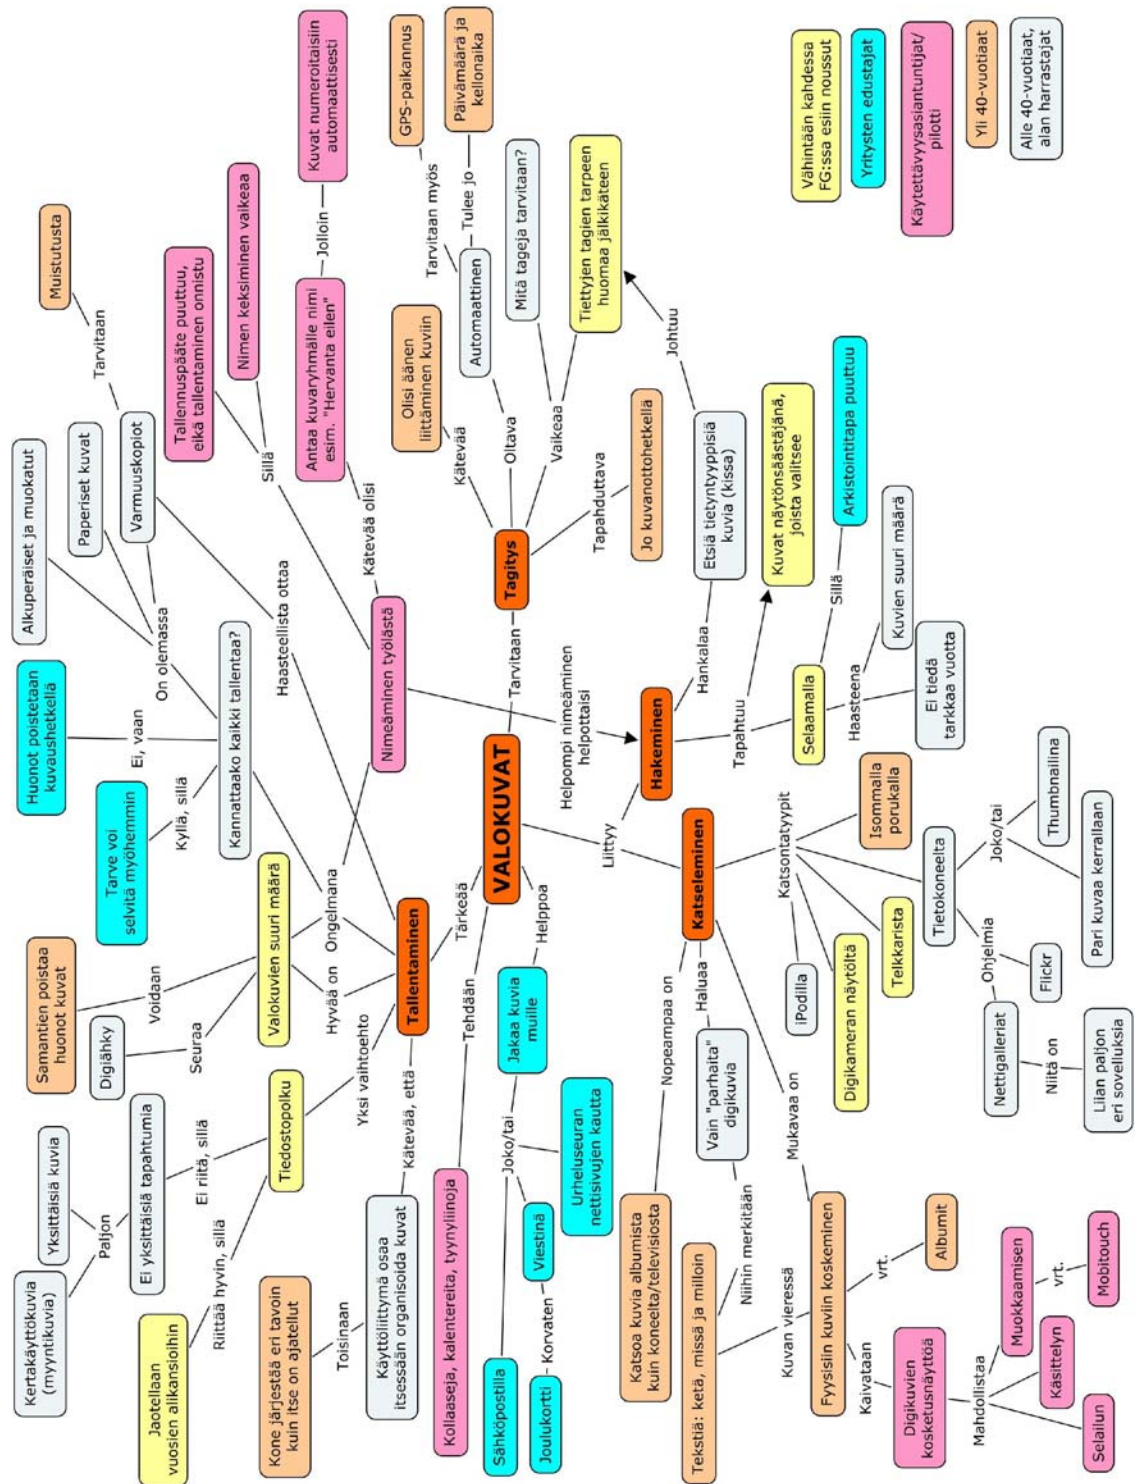 Kertakäyttökuvia
(myyntikuvia)
Yksittäisiä kuvia
Paljon
Ei yksittäisiä tapahtumia
Jaotellaan
vuosien alikansioihin
Riittää hyvin, sillä
Ei riitä, sillä
Tiedostopolku
Yksi vaihtoehto
Samantien poistaa
huonot kuvat
Digiähky
Voidaan
Seuraa
Valokuvien suuri määrä
Hyvää on
Ongelmana
Tarve voi
selvitä myöhemmin
Huonot poistetaan
kuvaushetkellä
Kyllä, sillä
Ei, vaan
Kannattaako kaikki tallentaa?
On olemassa
Alkuperäiset ja muokatut
Paperiset kuvat
Varmuuskopiot
Tarvitaan
Muistutusta
Haasteellista ottaa
Tallennuspääte puuttuu,
eikä tallentaminen onnistu
Nimen keksiminen vaikeaa
Sillä
Nimeäminen työlästä
Kätevää olisi
Antaa kuvaryhmälle nimi
esim. "Hervanta eilen"
Jolloin
Kuvat numeroitaisiin
automaattisesti
Kone järjestä eri tavoin
kuin itse on ajatellut
Toisinaan
Käyttöliittymä osaa
itsessään organisoida kuvat
Kätevää, että
Tallentaminen
Tärkeää
Kollaaseja, kalentereita, tyynyliinoja
Tehdään
VALOKUVAT
Helppoa
Jakaa kuvia
muille
Joko/tai
Sähköpostilla
Viestinä
Korvaten
Joulukortti
Urheluseuran
nettisivujen kautta
Tarvitaan
Tagitys
Kätevää
Olisi äänen
liittäminen kuviin
Oltava
Automaattinen
Tarvitaan myös
GPS-paikannus
Tulee jo
Päivämäärä ja
kellonaika
Vaikeaa
Mitä tageja tarvitaan?
Tiettyjen tagien tarpeen
huomaa jälkikäteen
Tapahduttava
Jo kuvanottohetkellä
Helpompi nimeäminen
helpottaisi
Liittyy
Hakeminen
Hankalaa
Etsiä tietyntyyppisiä
kuvia (kissa)
Johtuu
Tapahtuu
Kuvat näytönsäästäjänä,
joista valitsee
Selaamalla
Sillä
Arkistointitapa puuttuu
Haasteena
Kuvien suuri määrä
Ei tiedä
tarkkaa vuotta
Katseleminen
Nopeampaa on
Katsoa kuvia albumista
kuin koneelta/televisiosta
Haluaa
Vain "parhaita"
digikuvia
Niihin merkitään
Tekstiä: ketä, missä ja milloin
Kuvan vieressä
Mukavaa on
Fyysisiin kuviin koskeminen
vrt.
Albumit
Kaivataan
Digikuvien
kosketusnäyttöä
Mahdollistaa
Selailun
Käsittelyn
Muokkaamisen
vrt.
Mobitouch
Katsontatyypit
iPodilla
Digikameran näytöltä
Telkkarista
Tietokoneelta
Isommalla
porukalla
Ohjelmia
Nettigalleriat
Flickr
Niitä on
Liian paljon
eri sovelluksia
Joko/tai
Thumbnailina
Pari kuvaa kerrallaan
Vähintään kahdessa
FG:ssa esiin noussut
Yritysten edustajat
Käytettävyysasiantuntijat/
pilotti
Yli 40-vuotiaat
Alle 40-vuotiaat,
alan harrastajat